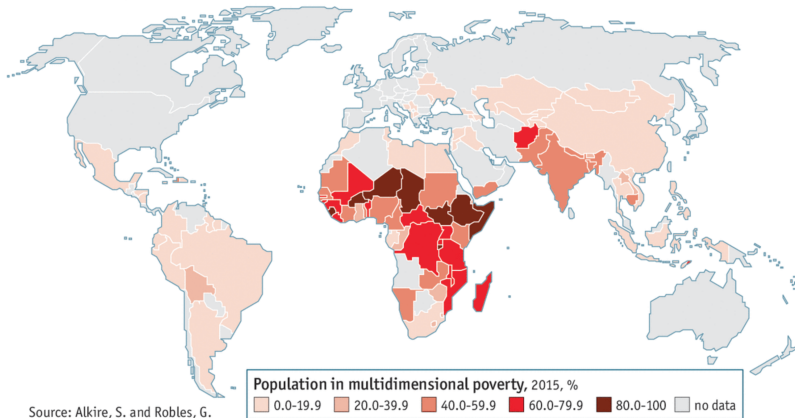 Population in multidimensional poverty, 2015, %
0.0-19.9 20.0-39.9 40.0-59.9 60.0-79.9 80.0-100 no data
Source: Alkire, S. and Robles, G.